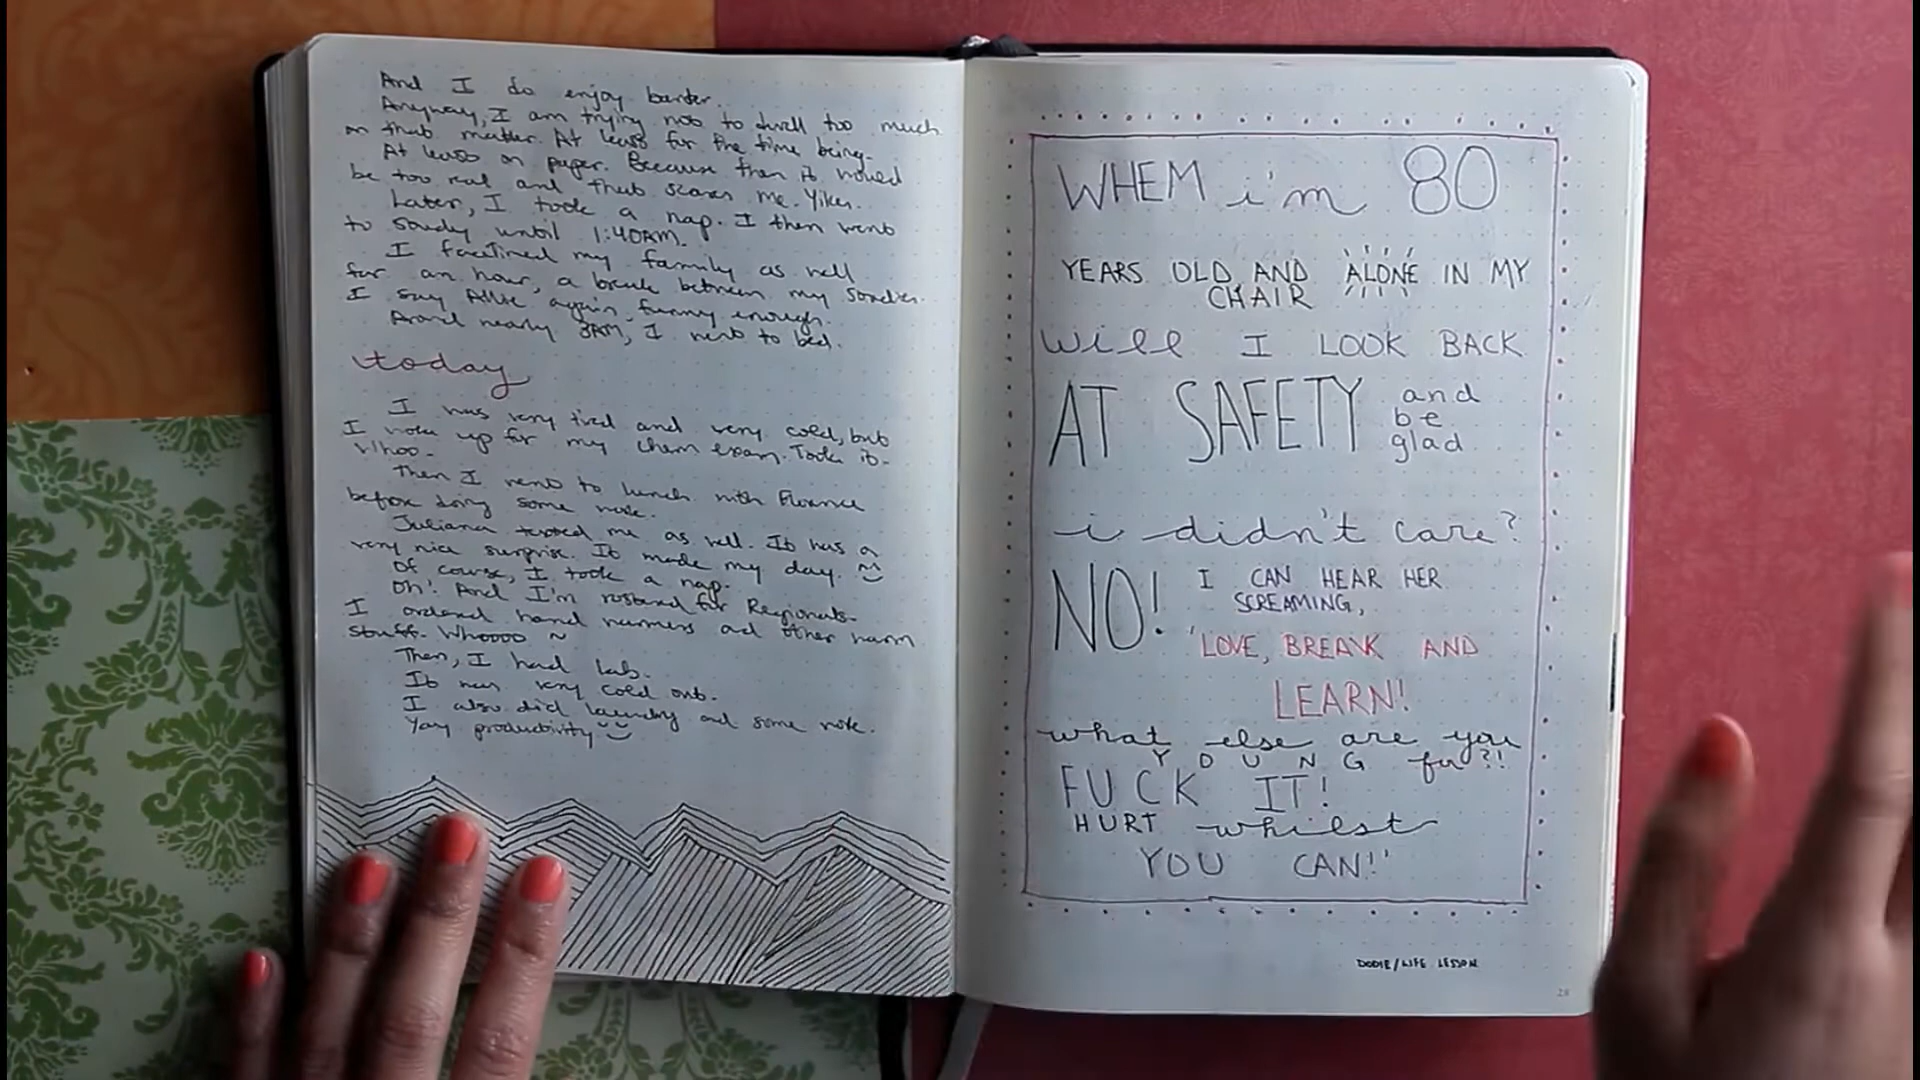 And I do enjoy banter.
Anyway, I am trying not to dwell too much
on that matter. At least for the time being.
At least on paper. Because then it would
be too real and that scares me. Yikes.
Later, I took a nap. I then went
to study until 1:40AM.
I facetimed my family as well
for an hour, a break between my studies.
I say again, funny enough.
Around nearly 3AM, I went to bed.
today
I was very tired and very cold, but
I woke up for my chem exam. Took it.
Whoo.
Then I went to lunch with Florence
before doing some work.
Juliana texted me as well. It was a
very nice surprise. It made my day.
Of course, I took a nap.
Oh! And I'm rostered for Regionals.
I ordered hand warmers and other warm
stuff. Whoooo ~
Then, I had lab.
It was very cold out.
I also did laundry and some work.
Yay productivity
WHEM i'm 80
YEARS OLD AND ALONE IN MY
CHAIR
will I LOOK BACK
AT SAFETY and
be
glad
i didn't care?
NO! I CAN HEAR HER
SCREAMING,
'LOVE, BREAK AND
LEARN!
what else are you
YOUNG for?!
FUCK IT!
HURT whilst
YOU CAN!'
DODIE/LIFE LESSON